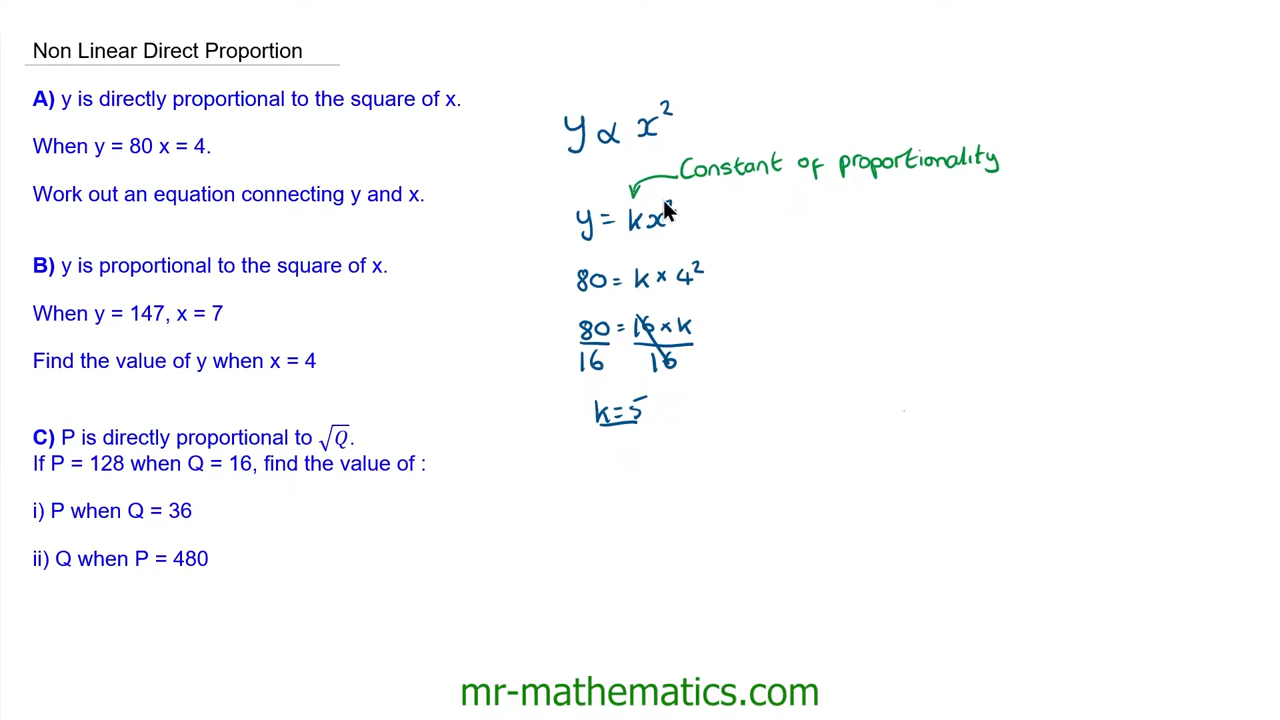 Non Linear Direct Proportion
A) y is directly proportional to the square of x.
When y = 80 x = 4.
Work out an equation connecting y and x.
B) y is proportional to the square of x.
When y = 147, x = 7
Find the value of y when x = 4
C) P is directly proportional to √Q.
If P = 128 when Q = 16, find the value of :
i) P when Q = 36
ii) Q when P = 480
y ∝ x²
Constant of proportionality
y = kx²
80 = k × 4²
80 = 16 × k
16 16
k = 5
mr-mathematics.com